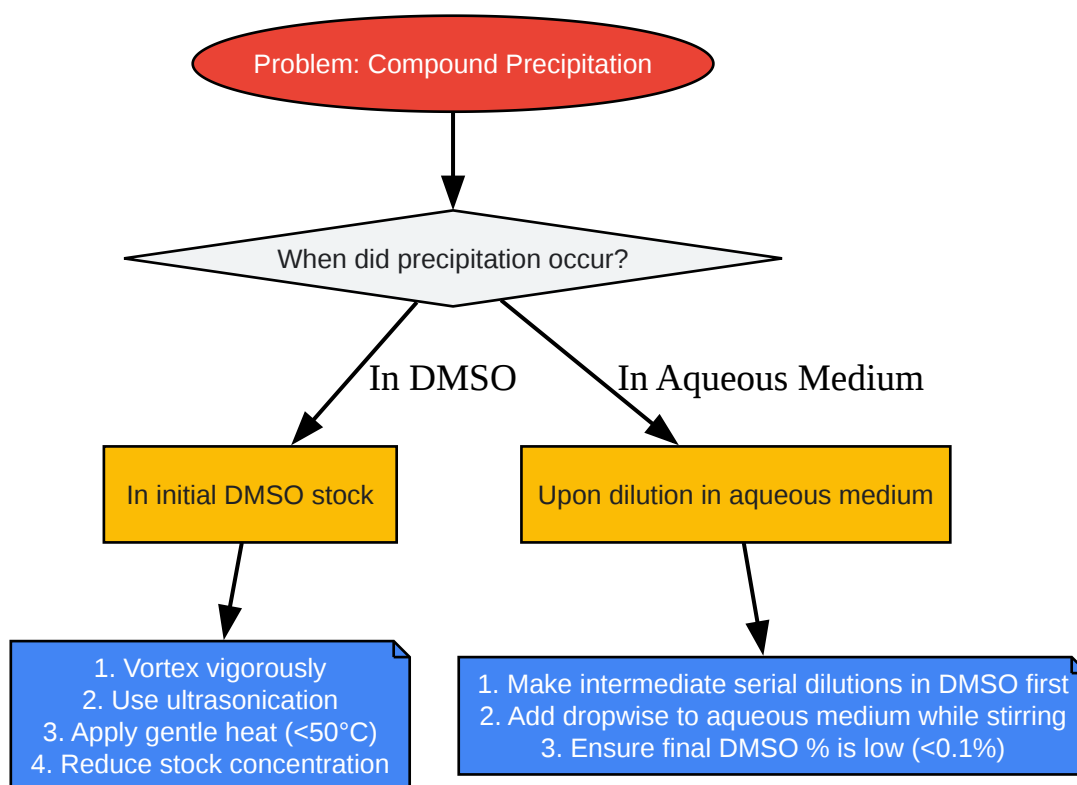 Problem: Compound Precipitation
When did precipitation occur?
In DMSO
In Aqueous Medium
In initial DMSO stock
Upon dilution in aqueous medium
1. Vortex vigorously
2. Use ultrasonication
3. Apply gentle heat (<50°C)
4. Reduce stock concentration
1. Make intermediate serial dilutions in DMSO first
2. Add dropwise to aqueous medium while stirring
3. Ensure final DMSO % is low (<0.1%)